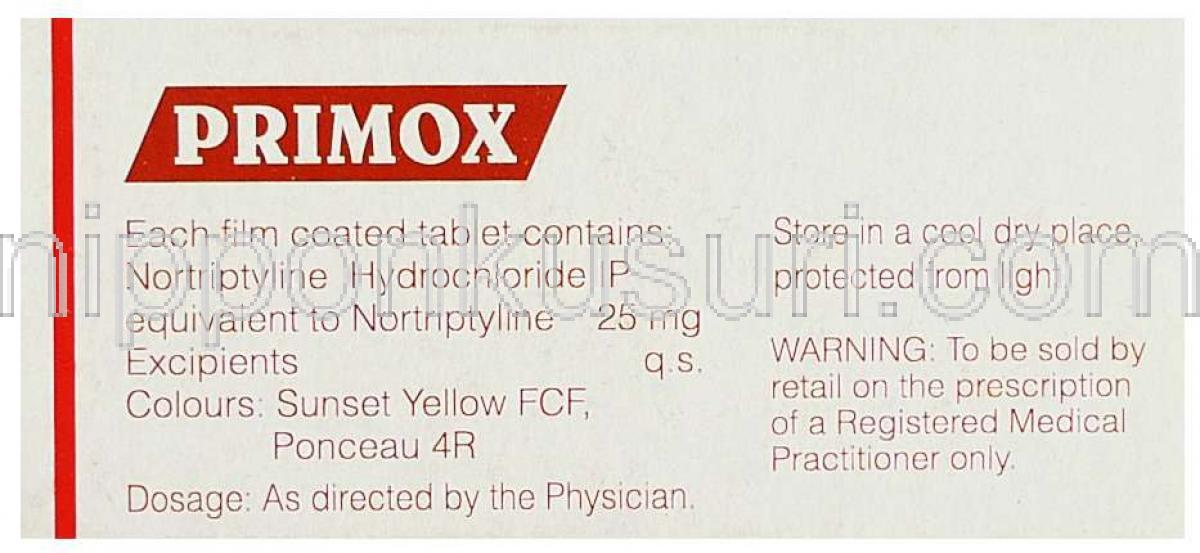 PRIMOX
Each film coated tablet contains:
Nortriptyline Hydrochloride IP
equivalent to Nortriptyline 25 mg
Excipients q.s.
Colours: Sunset Yellow FCF,
Ponceau 4R
Dosage: As directed by the Physician.
Store in a cool dry place,
protected from light.
WARNING: To be sold by
retail on the prescription
of a Registered Medical
Practitioner only.
nipponkusuri.com